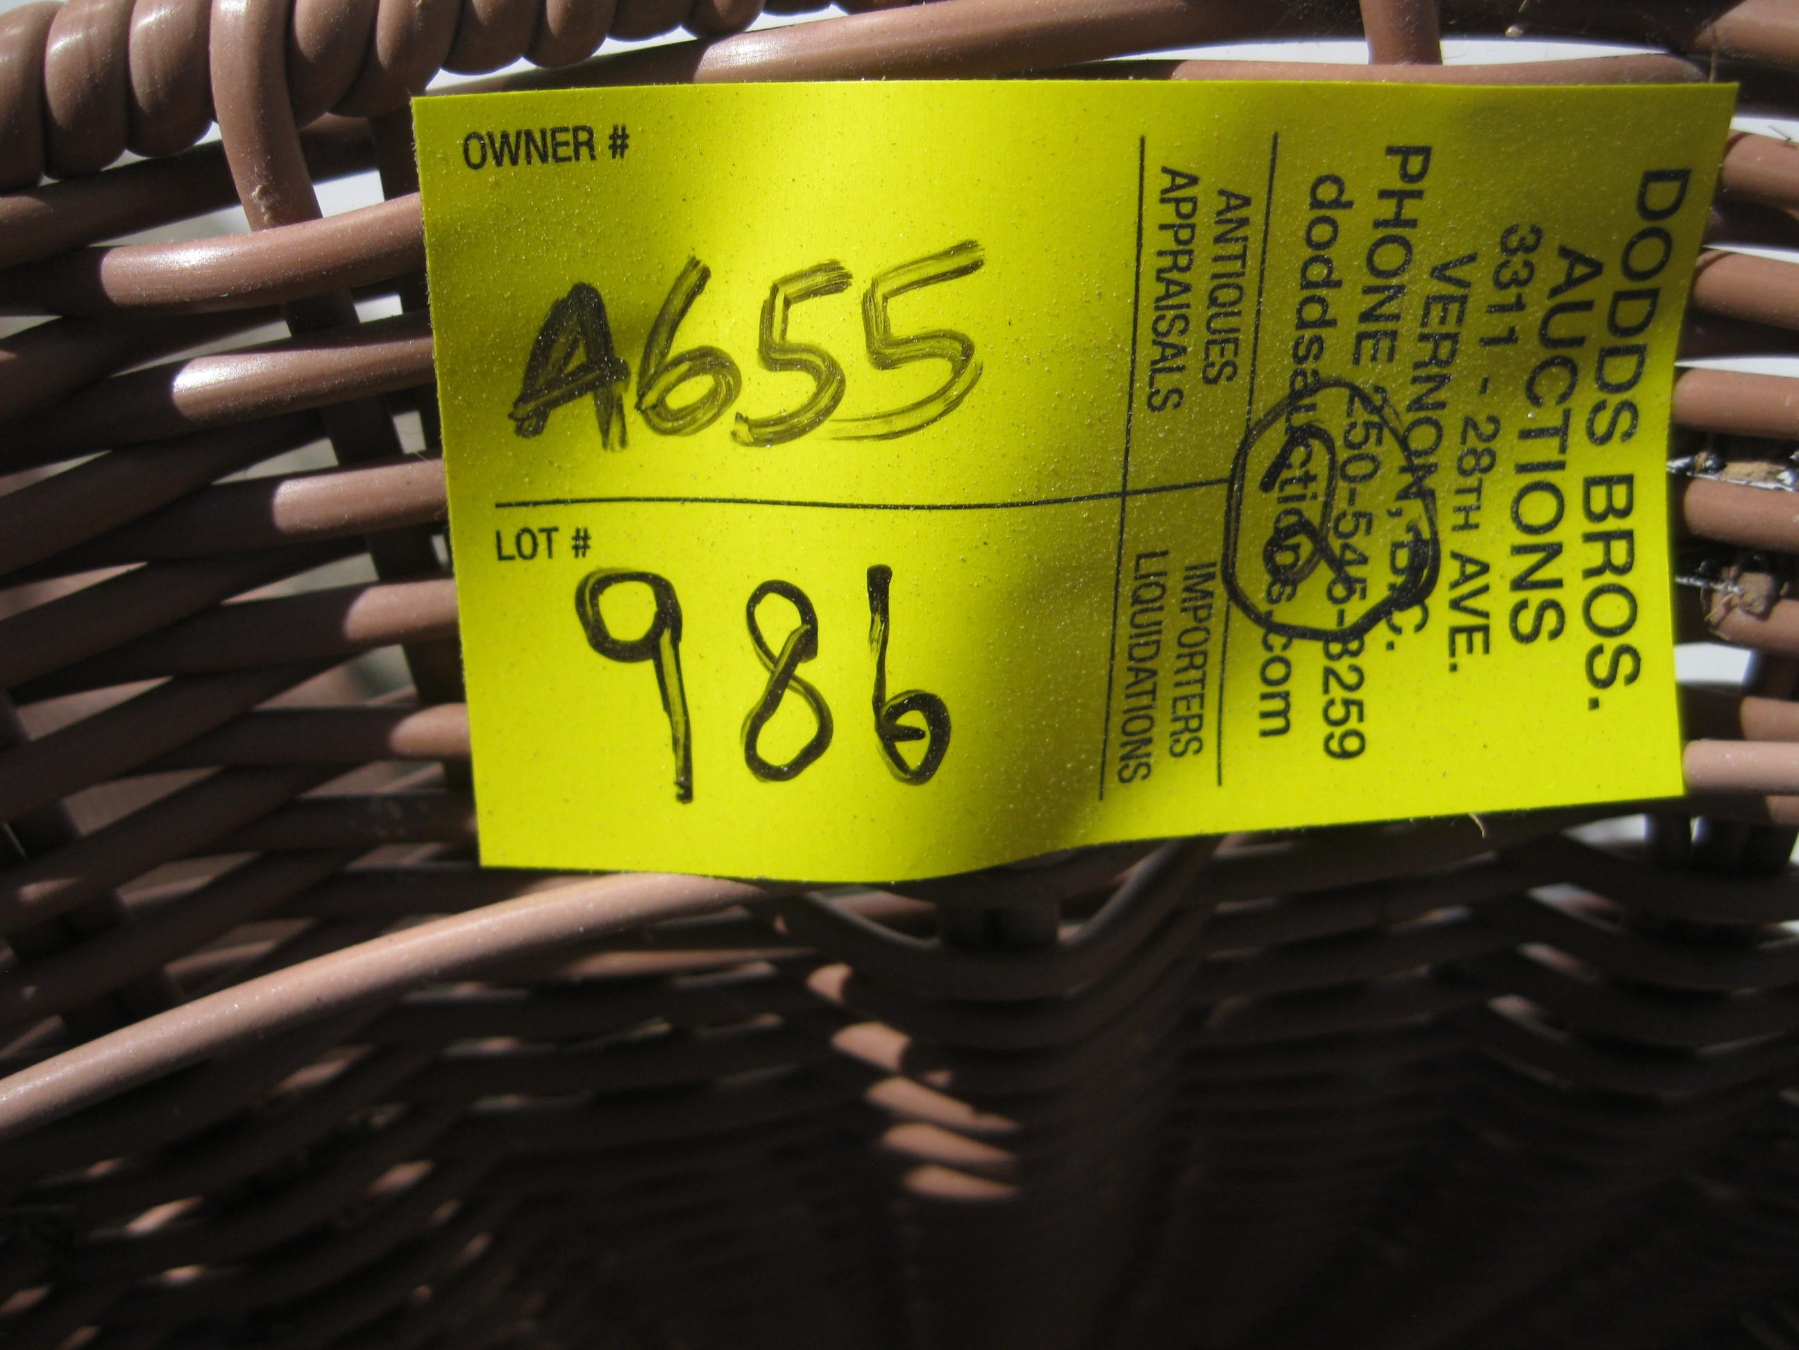 OWNER #
A655
LOT #
986
DODDS BROS.
AUCTIONS
3311 - 28TH AVE.
VERNON, B.C.
PHONE 250-545-3259
doddsauctions.com
ANTIQUES
APPRAISALS
IMPORTERS
LIQUIDATIONS
8